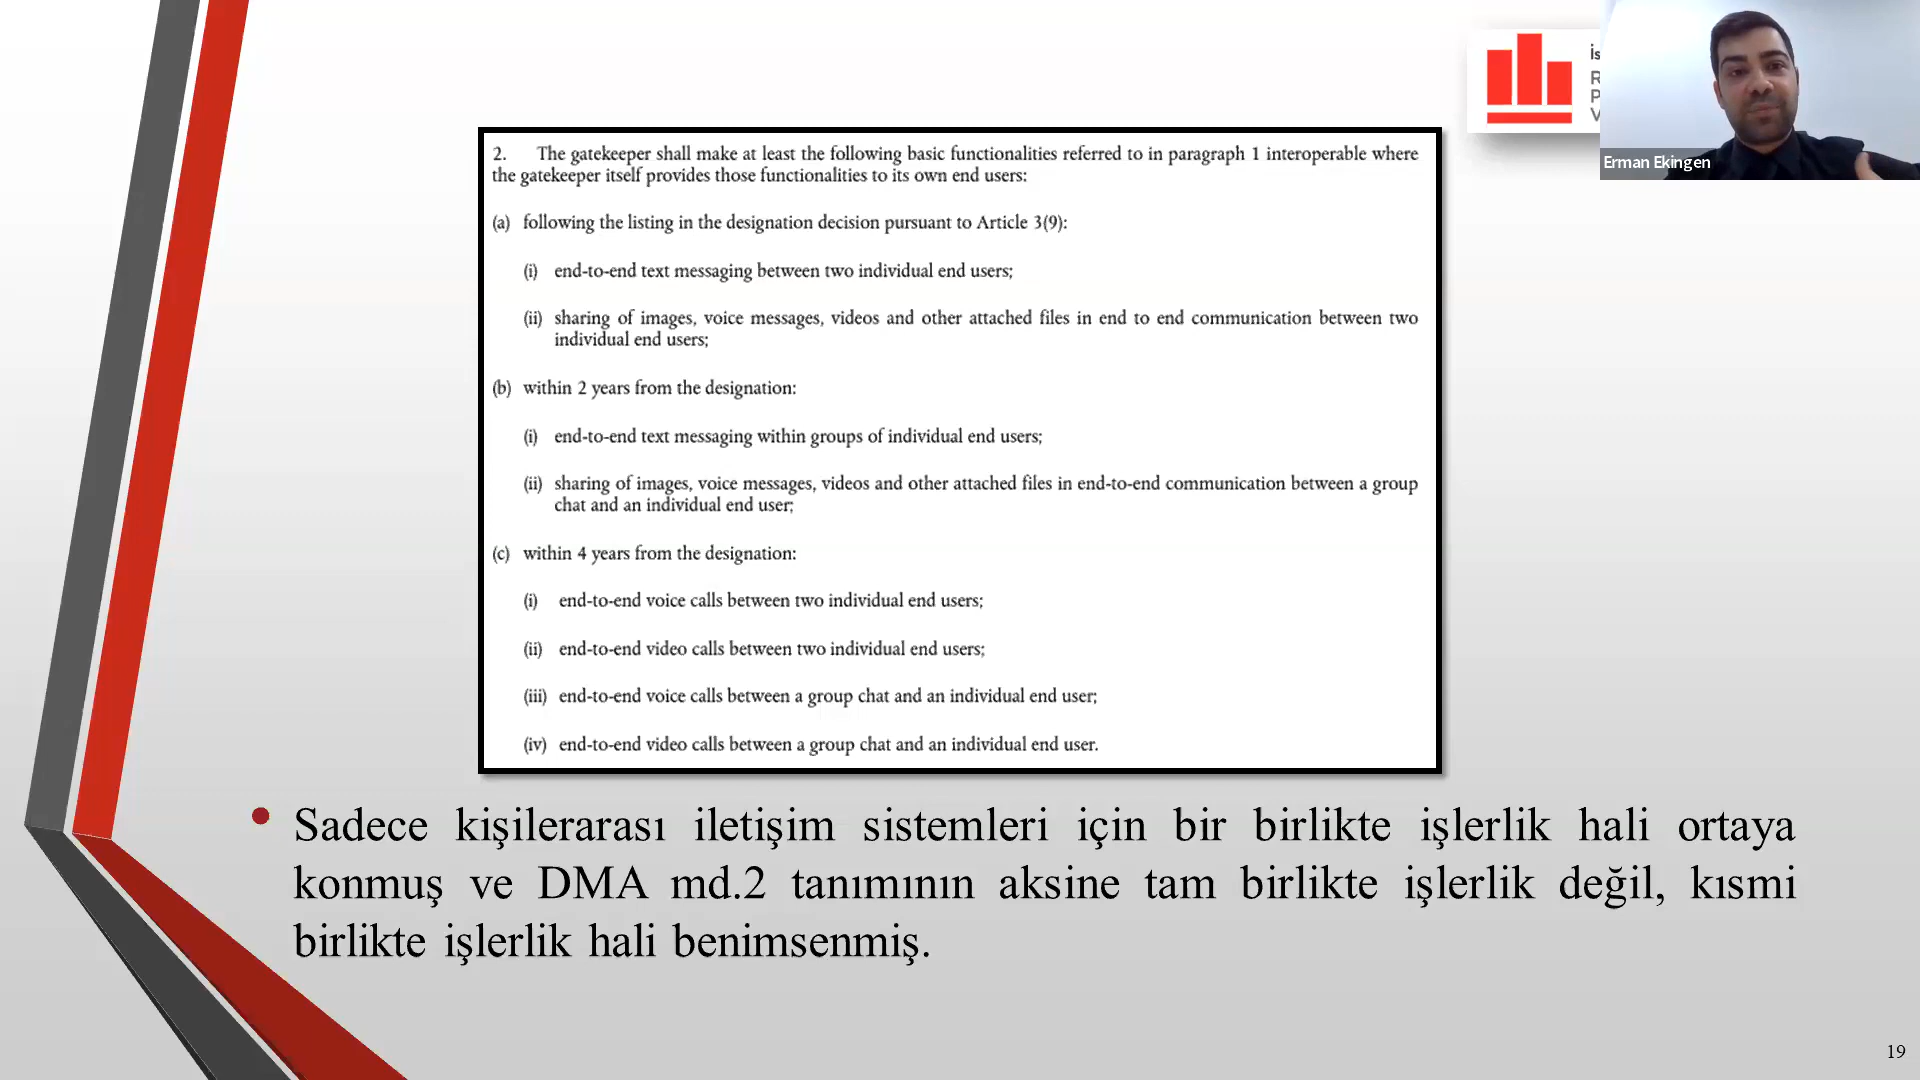 İs
R
P
V
Erman Ekingen
2. The gatekeeper shall make at least the following basic functionalities referred to in paragraph 1 interoperable where
the gatekeeper itself provides those functionalities to its own end users:
(a) following the listing in the designation decision pursuant to Article 3(9):
(i) end-to-end text messaging between two individual end users;
(ii) sharing of images, voice messages, videos and other attached files in end to end communication between two
individual end users;
(b) within 2 years from the designation:
(i) end-to-end text messaging within groups of individual end users;
(ii) sharing of images, voice messages, videos and other attached files in end-to-end communication between a group
chat and an individual end user;
(c) within 4 years from the designation:
(i) end-to-end voice calls between two individual end users;
(ii) end-to-end video calls between two individual end users;
(iii) end-to-end voice calls between a group chat and an individual end user;
(iv) end-to-end video calls between a group chat and an individual end user.
• Sadece kişilerarası iletişim sistemleri için bir birlikte işlerlik hali ortaya
konmuş ve DMA md.2 tanımının aksine tam birlikte işlerlik değil, kısmi
birlikte işlerlik hali benimsenmiş.
19